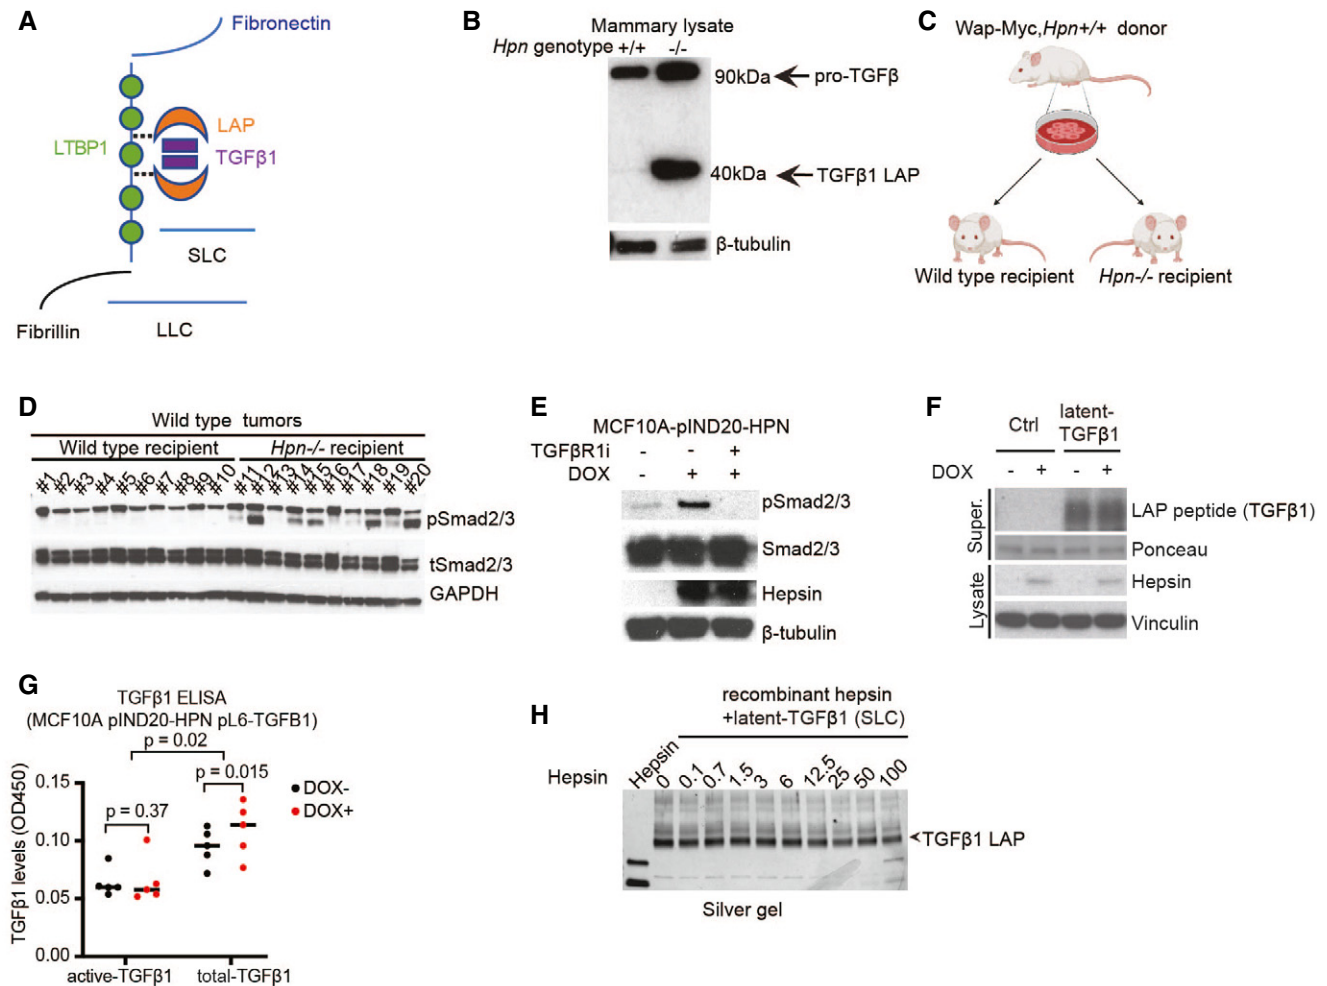 A
Fibronectin
LTBP1
LAP
TGFβ1
SLC
Fibrillin
LLC
B
Mammary lysate
Hpn genotype +/+ -/-
90kDa
pro-TGFβ
40kDa
TGFβ1 LAP
β-tubulin
C
Wap-Myc,Hpn+/+ donor
Wild type recipient
Hpn-/- recipient
D
Wild type tumors
Wild type recipient
Hpn-/- recipient
#1 #2 #3 #4 #5 #6 #7 #8 #9 #10 #11 #12 #13 #14 #15 #16 #17 #18 #19 #20
pSmad2/3
tSmad2/3
GAPDH
E
MCF10A-pIND20-HPN
TGFβR1i - - +
DOX - + +
pSmad2/3
Smad2/3
Hepsin
β-tubulin
F
Ctrl
latent-
TGFβ1
DOX - + - +
Super.
LAP peptide (TGFβ1)
Ponceau
Lysate
Hepsin
Vinculin
G
TGFβ1 ELISA
(MCF10A pIND20-HPN pL6-TGFB1)
p = 0.02
p = 0.015
p = 0.37
DOX-
DOX+
TGFβ1 levels (OD450)
0.15
0.10
0.05
0.00
active-TGFβ1
total-TGFβ1
H
recombinant hepsin
+latent-TGFβ1 (SLC)
Hepsin
Hepsin 0 0.1 0.7 1.5 3 6 12.5 25 50 100
TGFβ1 LAP
Silver gel